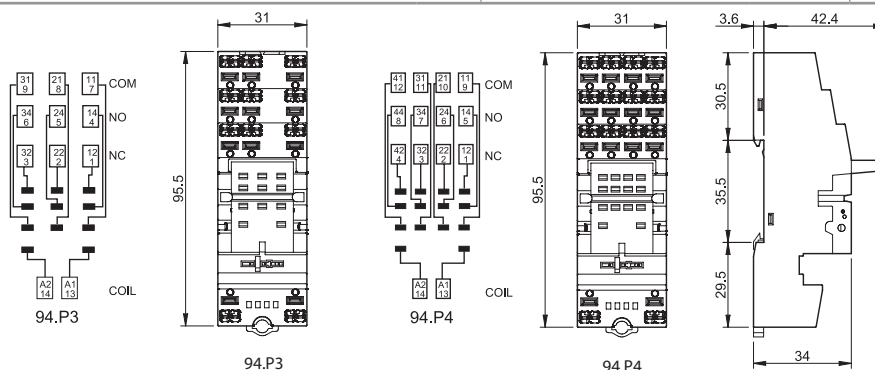 31
31
3.6
42.4
31 21 11
9 8 7
COM
34 24 14
6 5 4
NO
32 22 12
3 2 1
NC
A2 A1
14 13
COIL
94.P3
95.5
94.P3
41 31 21 11
12 11 10 9
COM
44 34 24 14
8 7 6 5
NO
42 32 22 12
4 3 2 1
NC
A2 A1
14 13
COIL
94.P4
95.5
94.P4
30.5
35.5
29.5
34